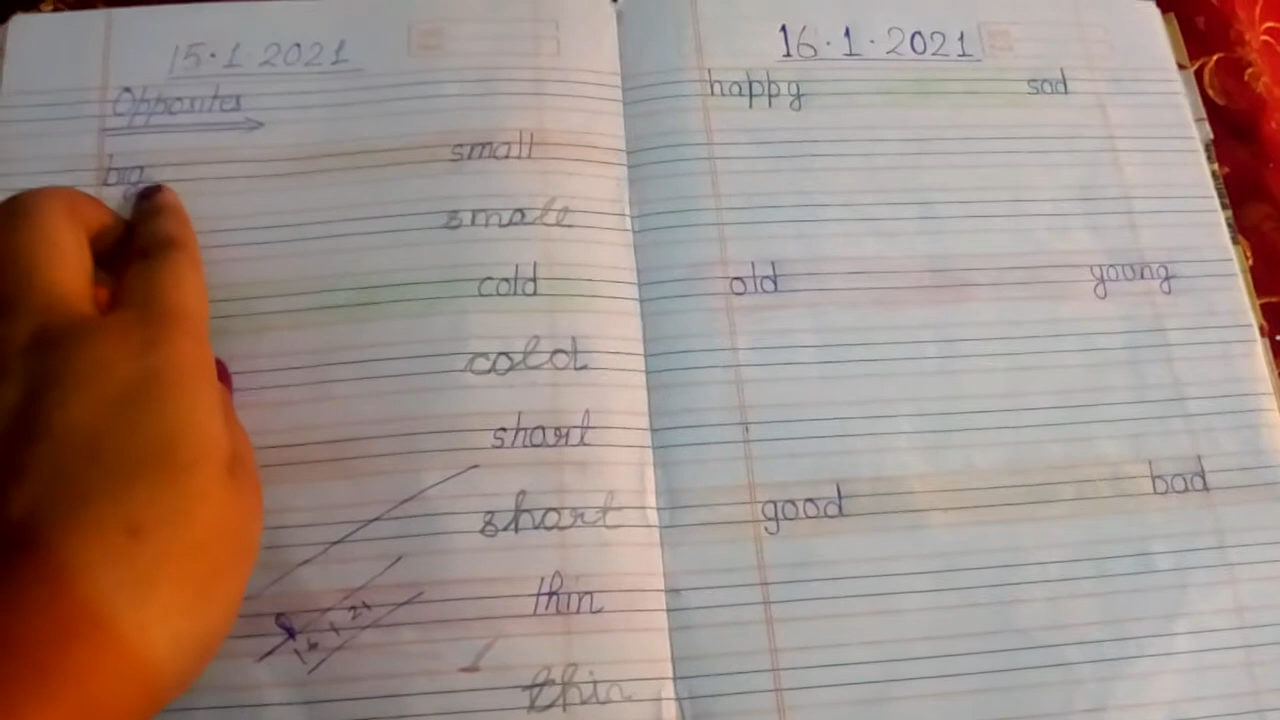 15.1.2021
Opposites
big small
small
cold
cold
short
short
thin
thin
16.1.2021
happy sad
old young
good bad